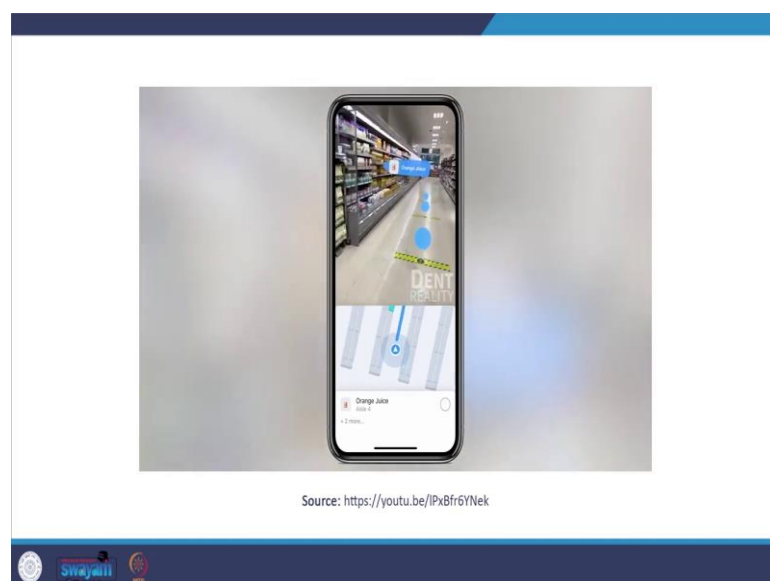 Orange Juice
DENT
REALITY
Orange Juice
Aisle 4
+ 2 more...
Source: https://youtu.be/lPxBfr6YNek
swayam